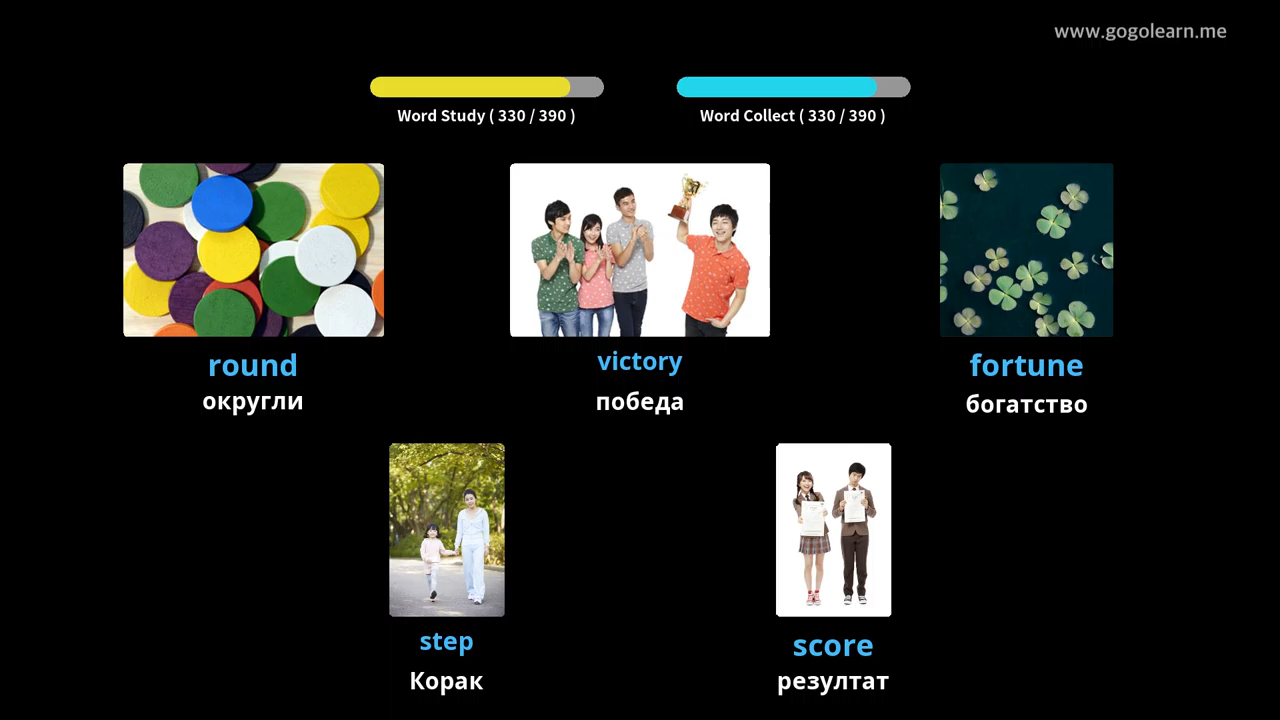 www.gogolearn.me
Word Study ( 330 / 390 )
Word Collect ( 330 / 390 )
round
округли
victory
победа
fortune
богатство
step
Корак
score
резултат